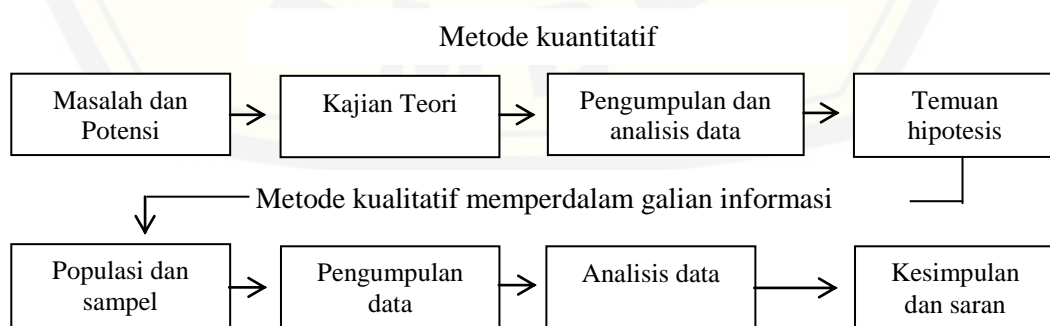 Metode kuantitatif
Masalah dan
Potensi
Kajian Teori
Pengumpulan dan
analisis data
Temuan
hipotesis
Metode kualitatif memperdalam galian informasi
Populasi dan
sampel
Pengumpulan
data
Analisis data
Kesimpulan
dan saran